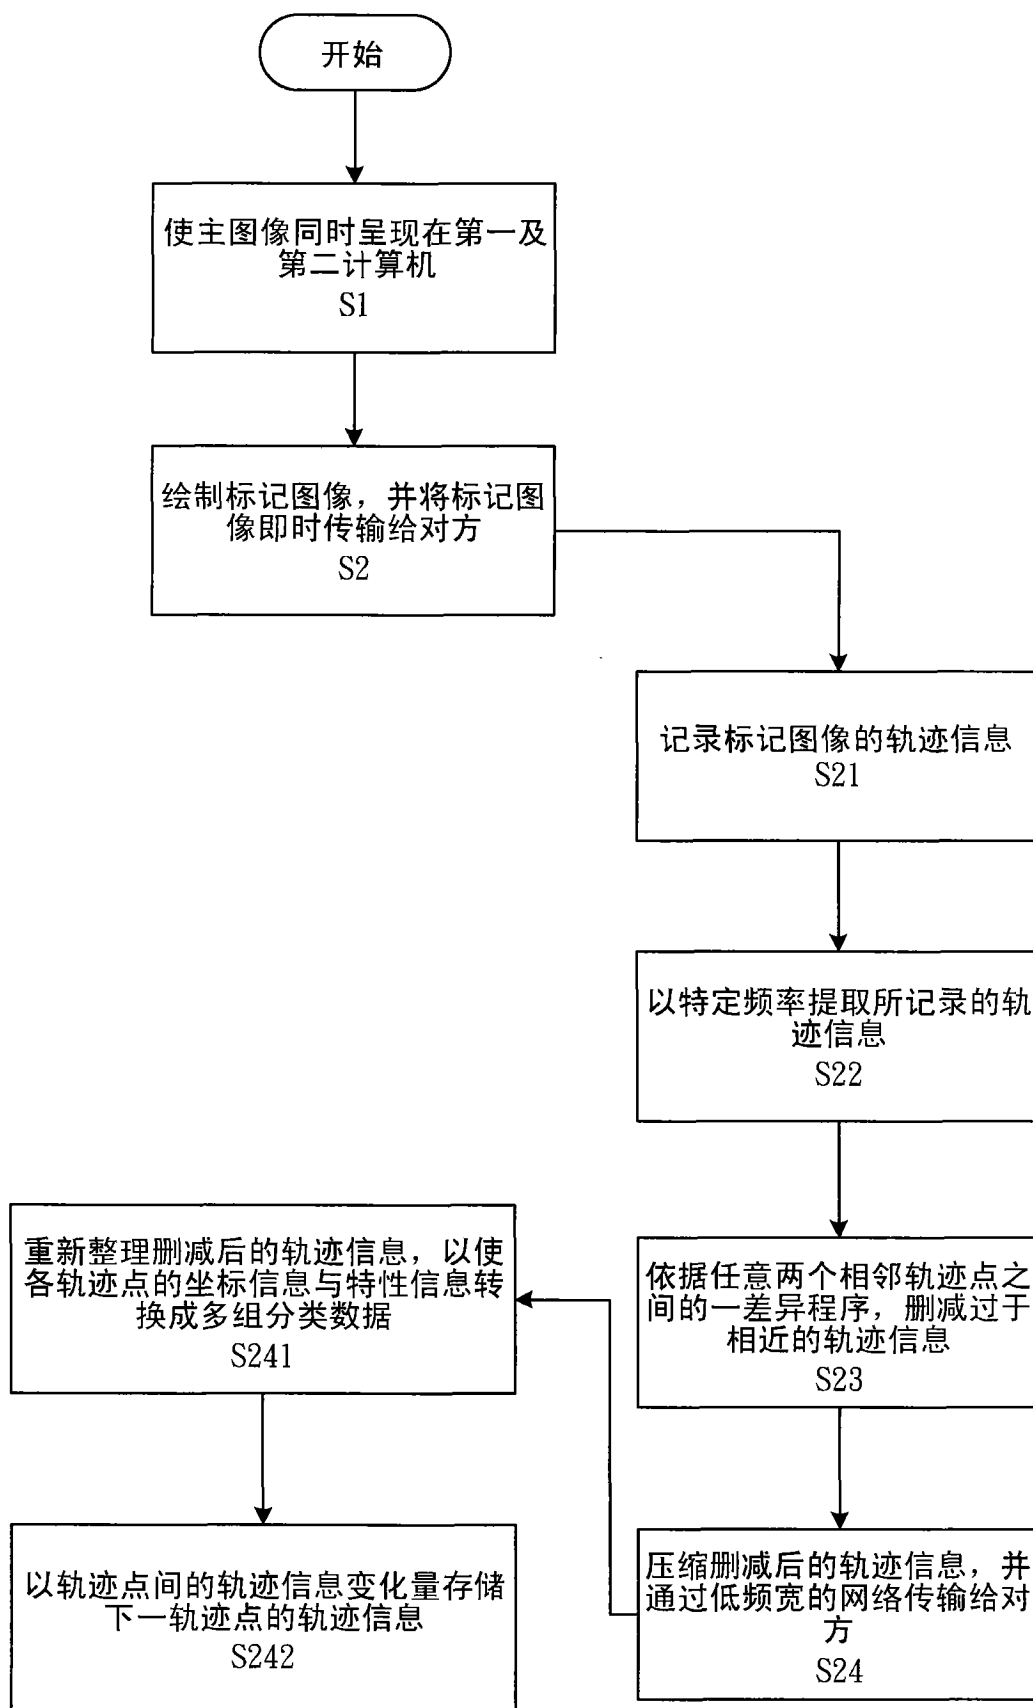 开始
使主图像同时呈现在第一及
第二计算机
S1
绘制标记图像，并将标记图
像即时传输给对方
S2
记录标记图像的轨迹信息
S21
以特定频率提取所记录的轨
迹信息
S22
依据任意两个相邻轨迹点之
间的一差异程序，删减过于
相近的轨迹信息
S23
压缩删减后的轨迹信息，并
通过低频宽的网络传输给对
方
S24
重新整理删减后的轨迹信息，以使
各轨迹点的坐标信息与特性信息转
换成多组分类数据
S241
以轨迹点间的轨迹信息变化量存储
下一轨迹点的轨迹信息
S242